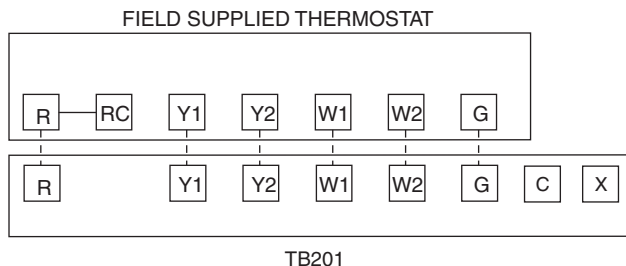 FIELD SUPPLIED THERMOSTAT
R RC Y1 Y2 W1 W2 G
R Y1 Y2 W1 W2 G C X
TB201